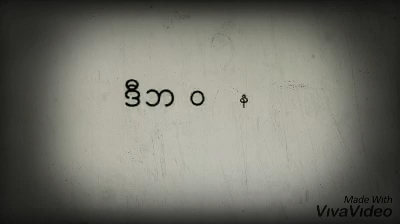 ဒီဘ ဝ
Made With
VivaVideo